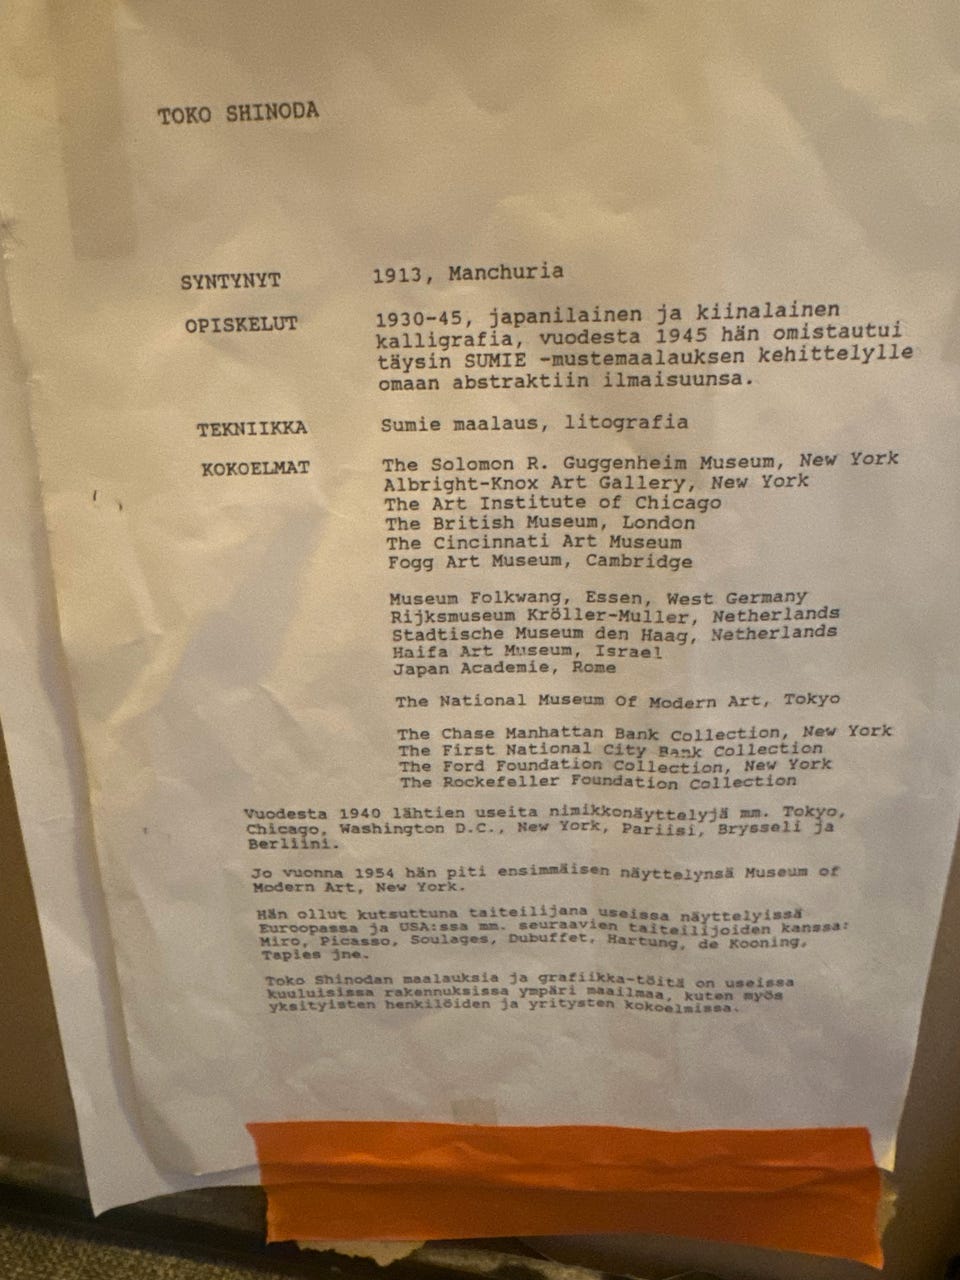 TOKO SHINODA
SYNTYNYT 1913, Manchuria
OPISKELUT 1930-45, japanilainen ja kiinalainen
kalligrafia, vuodesta 1945 hän omistautui
täysin SUMIE -mustemaalauksen kehittelylle
omaan abstraktiin ilmaisuunsa.
TEKNIIKKA Sumie maalaus, litografia
KOKOELMAT The Solomon R. Guggenheim Museum, New York
Albright-Knox Art Gallery, New York
The Art Institute of Chicago
The British Museum, London
The Cincinnati Art Museum
Fogg Art Museum, Cambridge
Museum Folkwang, Essen, West Germany
Rijksmuseum Kröller-Muller, Netherlands
Stadtische Museum den Haag, Netherlands
Haifa Art Museum, Israel
Japan Academie, Rome
The National Museum Of Modern Art, Tokyo
The Chase Manhattan Bank Collection, New York
The First National City Bank Collection
The Ford Foundation Collection, New York
The Rockefeller Foundation Collection
Vuodesta 1940 lähtien useita nimikkonäyttelyjä mm. Tokyo,
Chicago, Washington D.C., New York, Pariisi, Brysseli ja
Berliini.
Jo vuonna 1954 hän piti ensimmäisen näyttelynsä Museum of
Modern Art, New York.
Hän ollut kutsuttuna taiteilijana useissa näyttelyissä
Euroopassa ja USA:ssa mm. seuraavien taiteilijoiden kanssa:
Miro, Picasso, Soulages, Dubuffet, Hartung, de Kooning,
Tapies jne.
Toko Shinodan maalauksia ja grafiikka-töitä on useissa
kuuluisissa rakennuksissa ympäri maailmaa, kuten myös
yksityisten henkilöiden ja yritysten kokoelmissa.